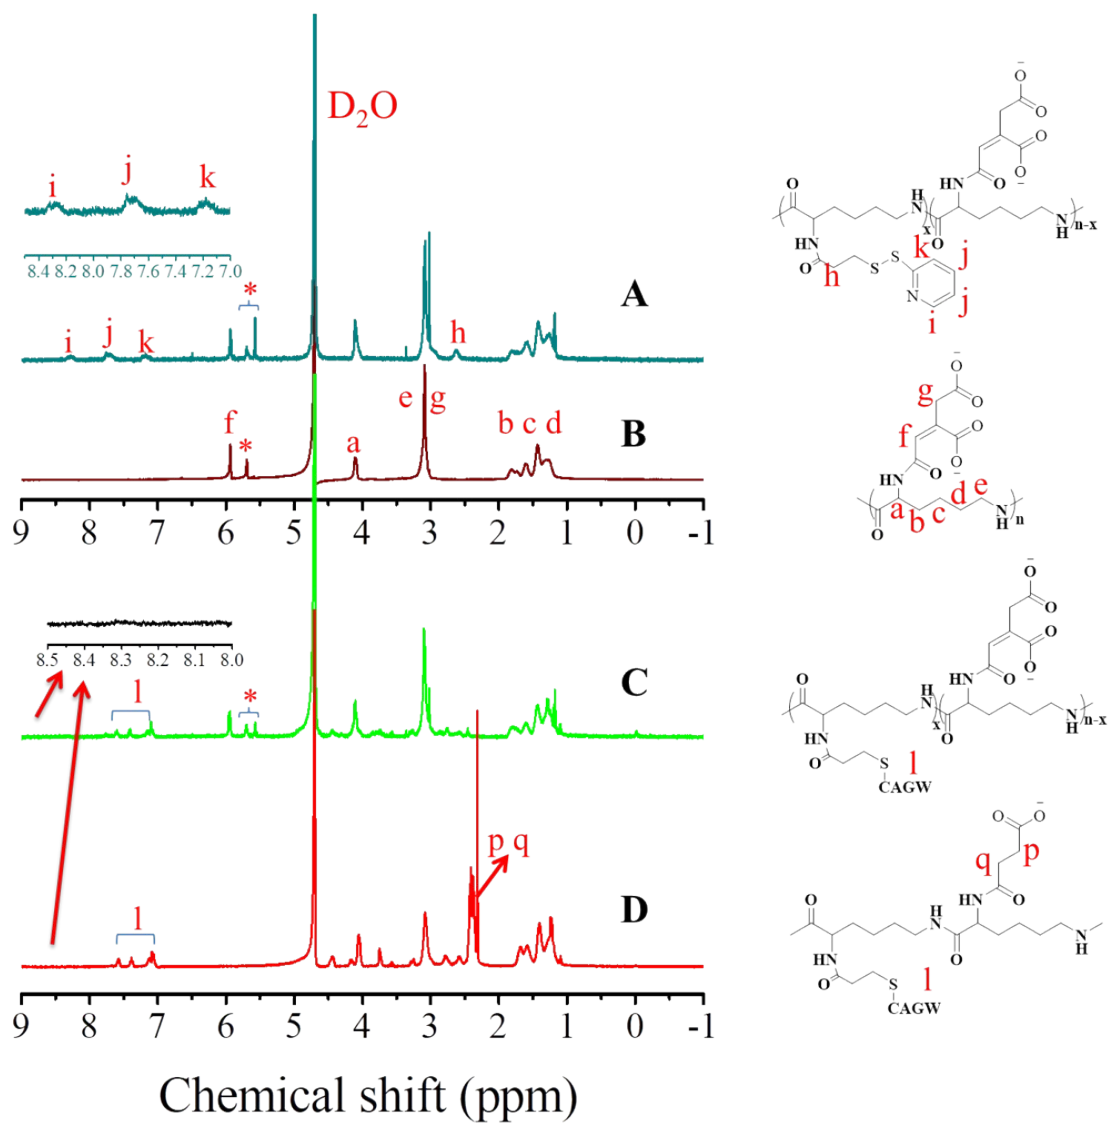 D₂O
i
j
k
8.4 8.2 8.0 7.8 7.6 7.4 7.2 7.0
*
A
i
j
k
h
f
*
a
e
g
b c d
B
9 8 7 6 5 4 3 2 1 0 -1
8.5 8.4 8.3 8.2 8.1 8.0
l
*
C
p q
l
D
9 8 7 6 5 4 3 2 1 0 -1
Chemical shift (ppm)
O⁻
O
O
O⁻
O
HN
O
N
H
x
O
N
H
n-x
NH
O
h
S
S
k
j
j
N
i
O⁻
O
g
O
f
O⁻
O
HN
a
b
c
d
e
O
N
H
n
O⁻
O
O
O⁻
O
HN
O
N
H
x
O
N
H
n-x
NH
O
S
l
CAGW
O⁻
O
p
q
O
HN
O
H
N
O
N
H
NH
O
S
l
CAGW